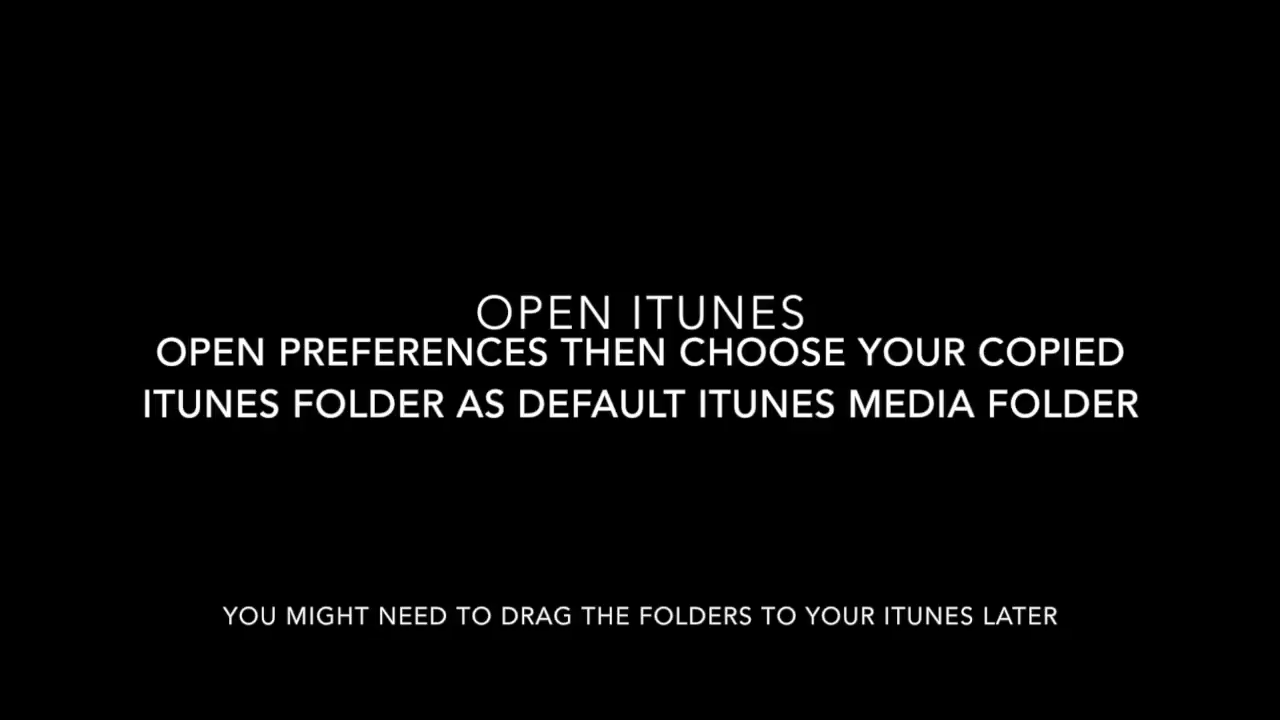 OPEN ITUNES
OPEN PREFERENCES THEN CHOOSE YOUR COPIED
ITUNES FOLDER AS DEFAULT ITUNES MEDIA FOLDER
YOU MIGHT NEED TO DRAG THE FOLDERS TO YOUR ITUNES LATER